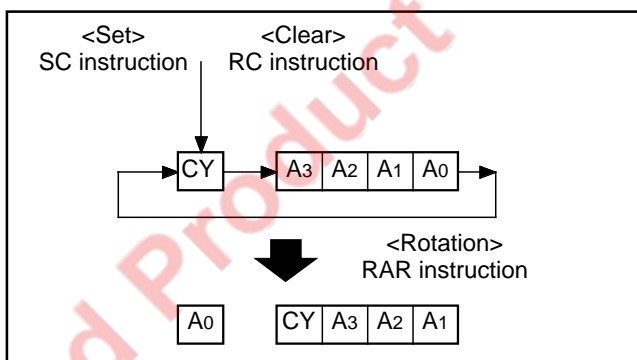 <Set> <Clear>
SC instruction RC instruction
CY A3 A2 A1 A0
<Rotation>
RAR instruction
A0 CY A3 A2 A1
d Product